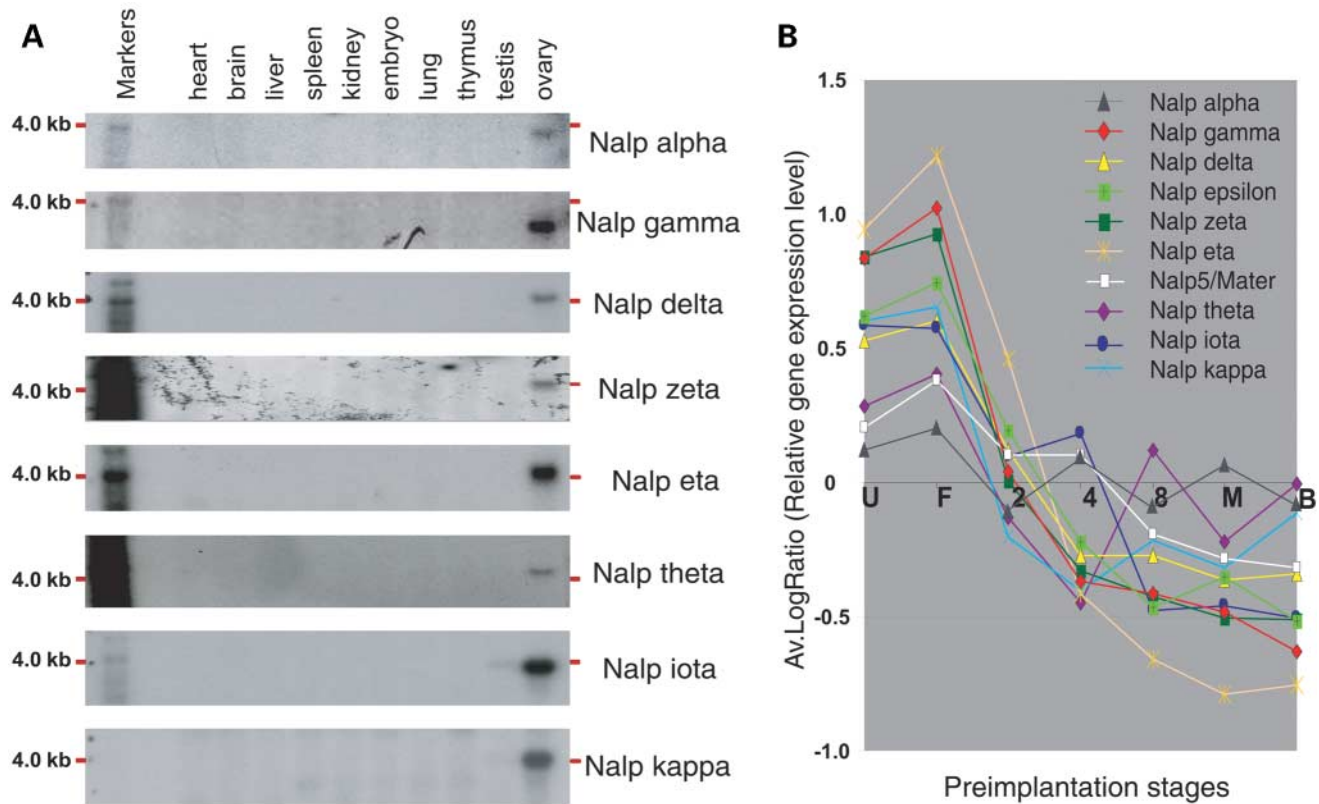 A
Markers
heart
brain
liver
spleen
kidney
embryo
lung
thymus
testis
ovary
4.0 kb
Nalp alpha
4.0 kb
Nalp gamma
4.0 kb
Nalp delta
4.0 kb
Nalp zeta
4.0 kb
Nalp eta
4.0 kb
Nalp theta
4.0 kb
Nalp iota
4.0 kb
Nalp kappa
B
Av.LogRatio (Relative gene expression level)
1.5
1.0
0.5
0
-0.5
-1.0
Nalp alpha
Nalp gamma
Nalp delta
Nalp epsilon
Nalp zeta
Nalp eta
Nalp5/Mater
Nalp theta
Nalp iota
Nalp kappa
U F 2 4 8 M B
Preimplantation stages